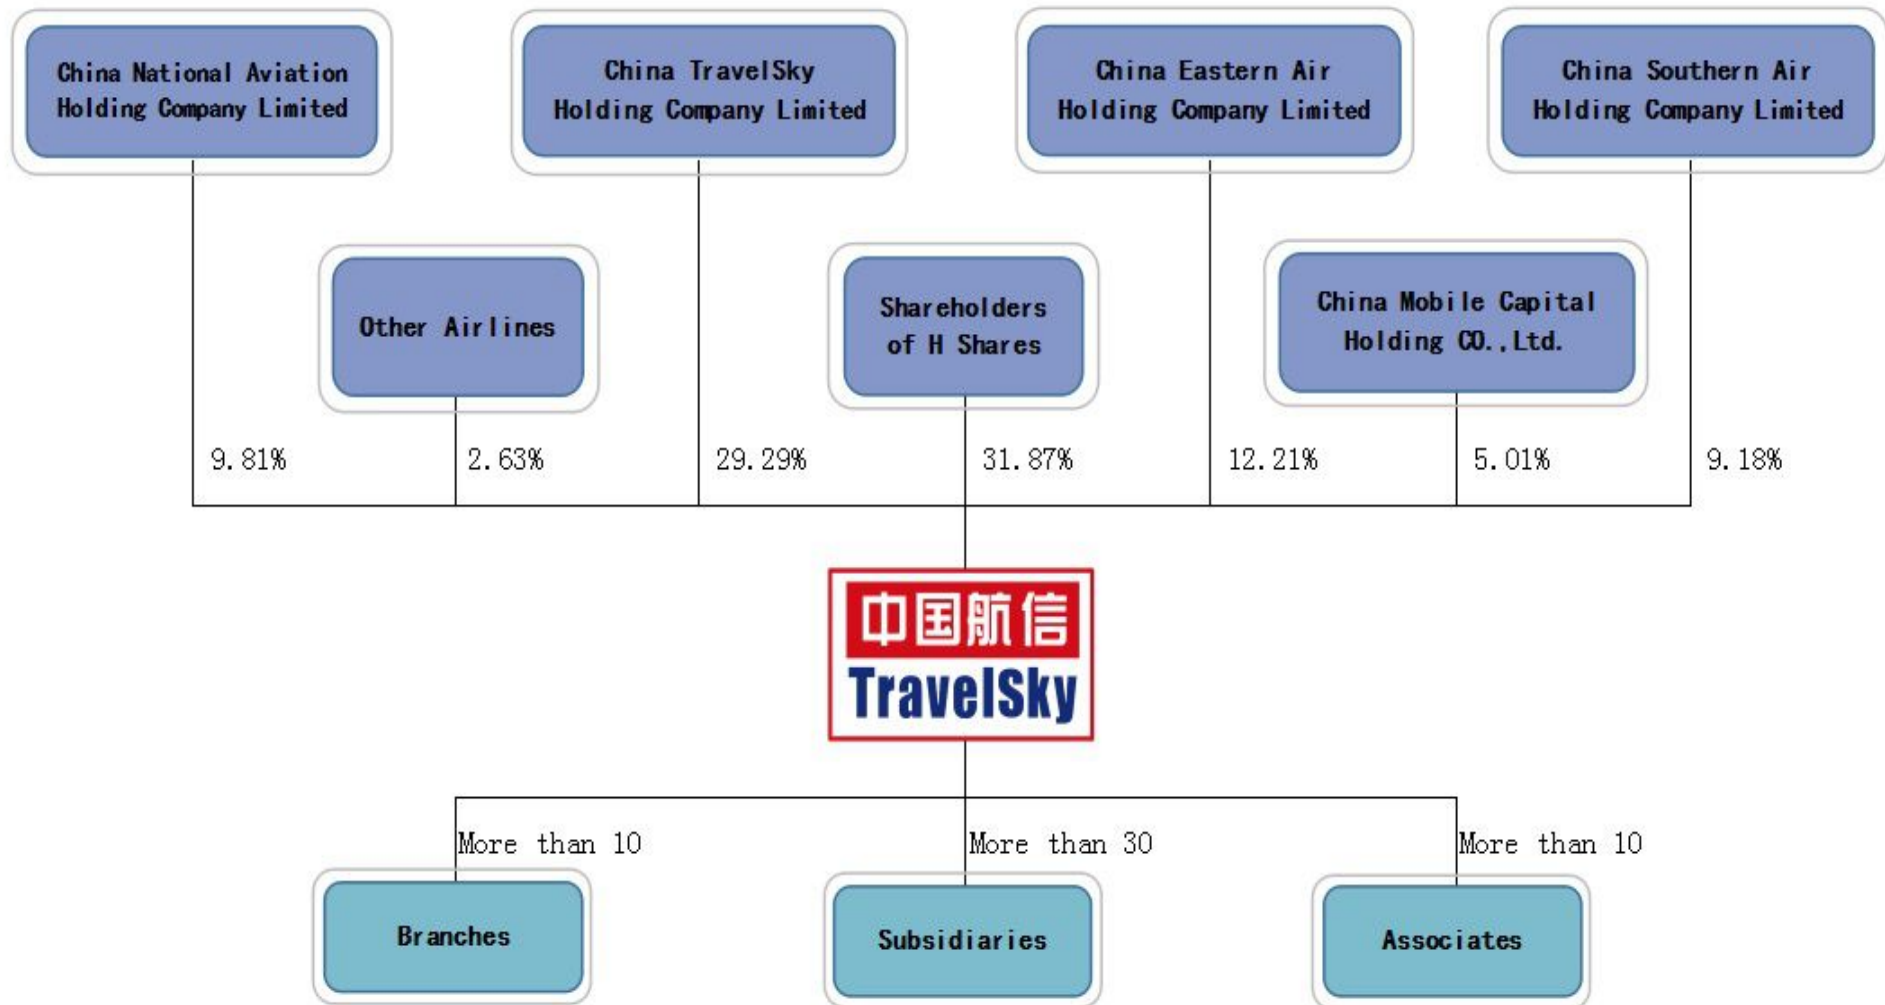 China National Aviation
Holding Company Limited
China TravelSky
Holding Company Limited
China Eastern Air
Holding Company Limited
China Southern Air
Holding Company Limited
Other Airlines
Shareholders
of H Shares
China Mobile Capital
Holding CO.,Ltd.
9.81%
2.63%
29.29%
31.87%
12.21%
5.01%
9.18%
中国航信
TravelSky
More than 10
More than 30
More than 10
Branches
Subsidiaries
Associates